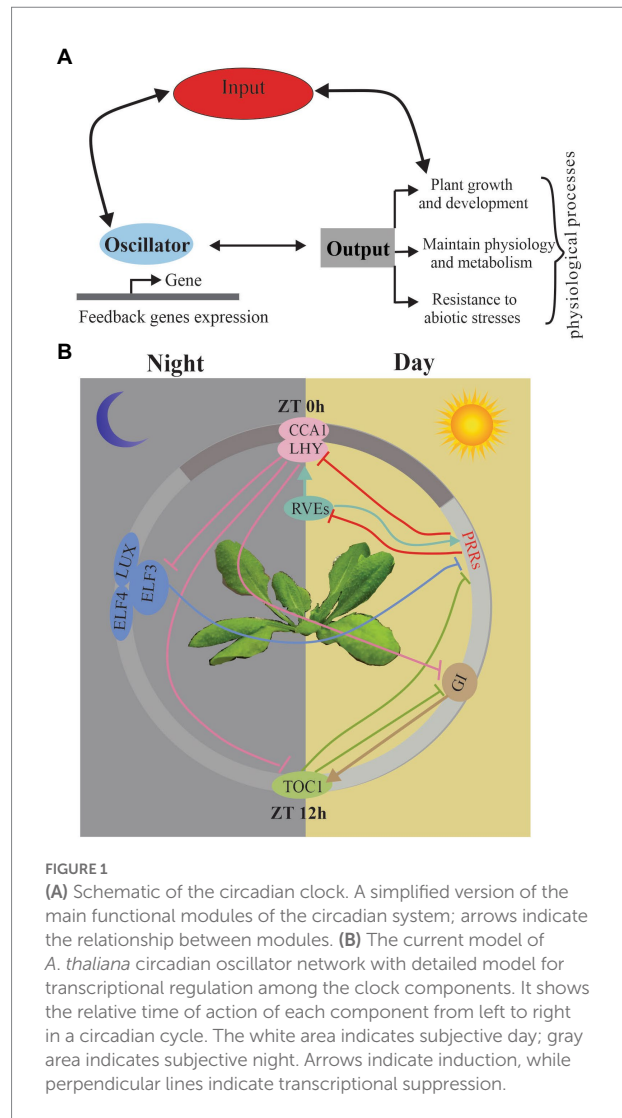 A
Input
Oscillator
Gene
Feedback genes expression
Output
Plant growth
and development
Maintain physiology
and metabolism
Resistance to
abiotic stresses
physiological processes
B
Night
Day
ZT 0h
CCA1
LHY
RVEs
PRRs
ELF4
LUX
ELF3
GI
TOC1
ZT 12h
FIGURE 1
(A) Schematic of the circadian clock. A simplified version of the
main functional modules of the circadian system; arrows indicate
the relationship between modules. (B) The current model of
A. thaliana circadian oscillator network with detailed model for
transcriptional regulation among the clock components. It shows
the relative time of action of each component from left to right
in a circadian cycle. The white area indicates subjective day; gray
area indicates subjective night. Arrows indicate induction, while
perpendicular lines indicate transcriptional suppression.